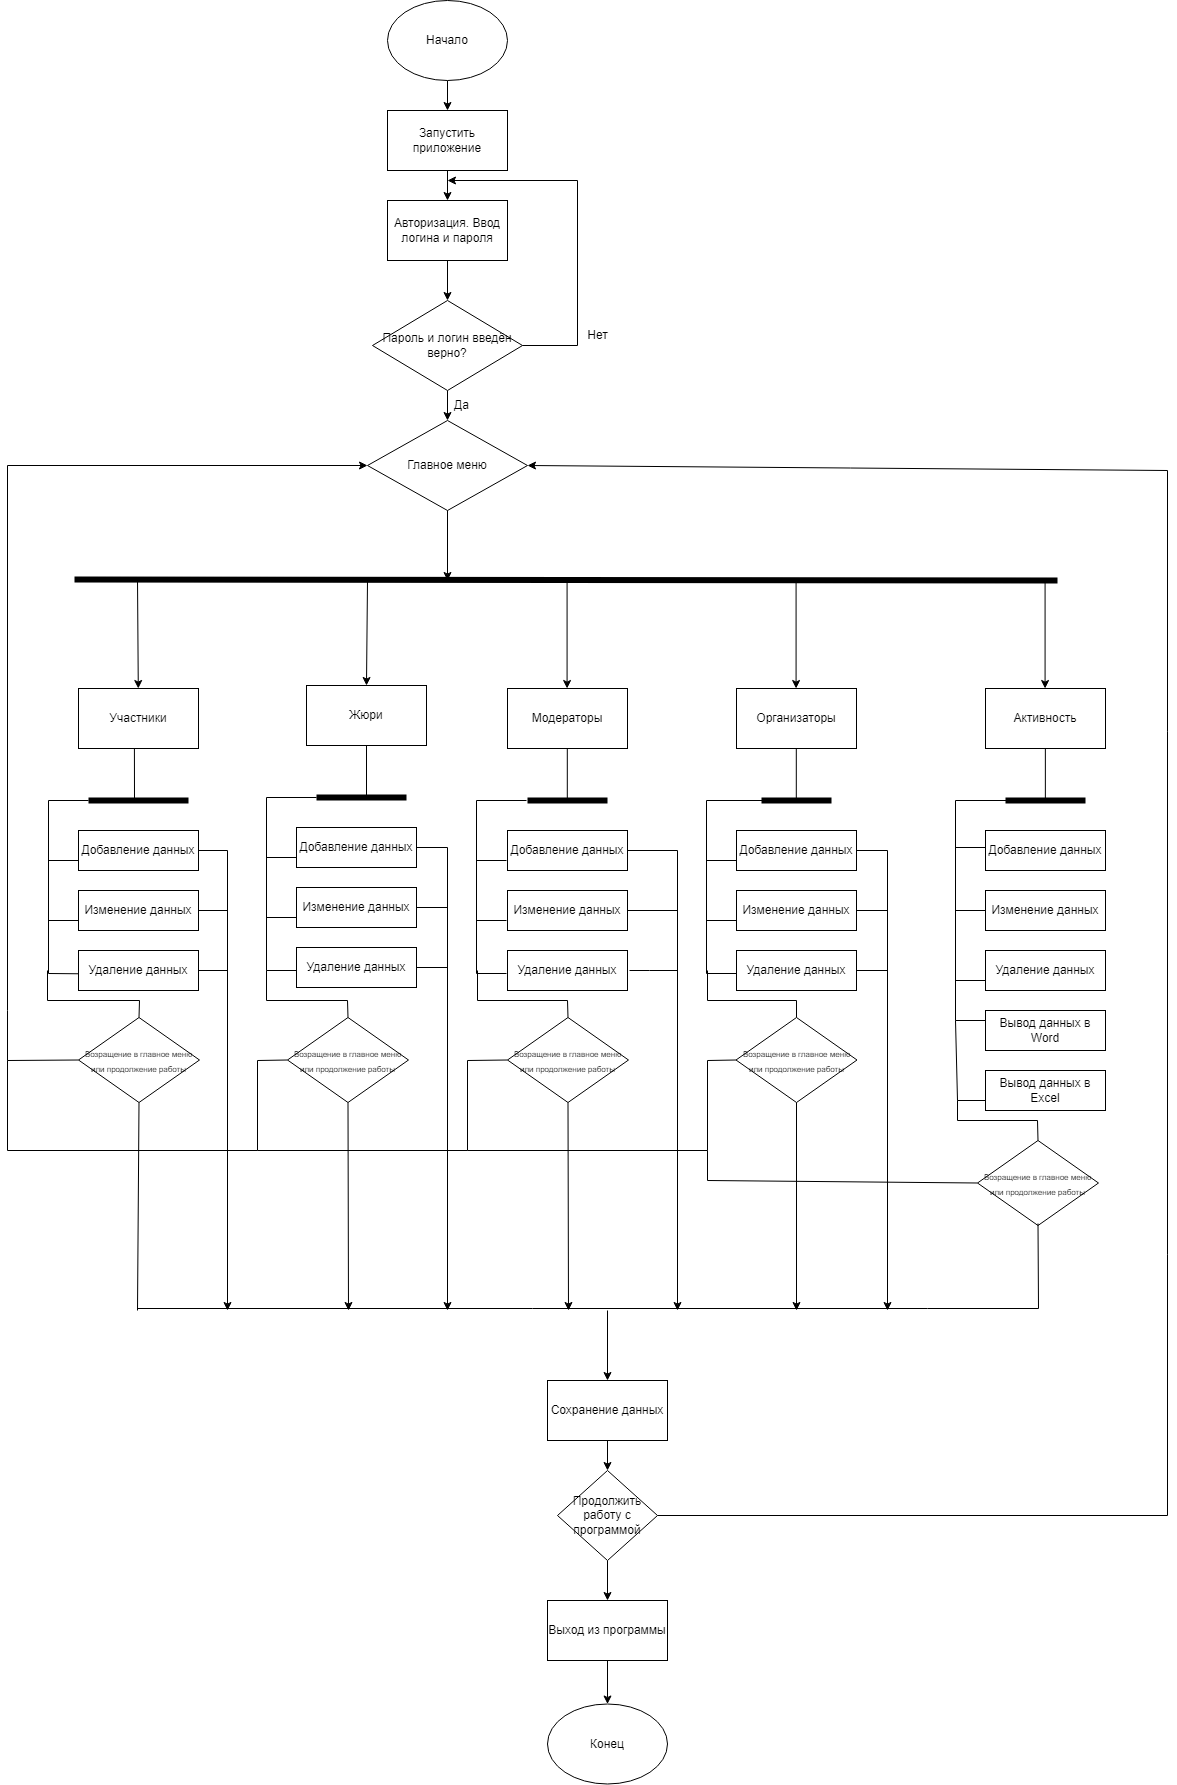 Начало
Запустить
приложение
Авторизация. Ввод
логина и пароля
Пароль и логин введен
верно?
Нет
Да
Главное меню
Участники
Жюри
Модераторы
Организаторы
Активность
Добавление данных
Добавление данных
Добавление данных
Добавление данных
Добавление данных
Изменение данных
Изменение данных
Изменение данных
Изменение данных
Изменение данных
Удаление данных
Удаление данных
Удаление данных
Удаление данных
Удаление данных
Вывод данных в
Word
Вывод данных в
Excel
Возращение в главное меню
или продолжение работы
Возращение в главное меню
или продолжение работы
Возращение в главное меню
или продолжение работы
Возращение в главное меню
или продолжение работы
Возращение в главное меню
или продолжение работы
Сохранение данных
Продолжить
работу с
программой
Выход из программы
Конец